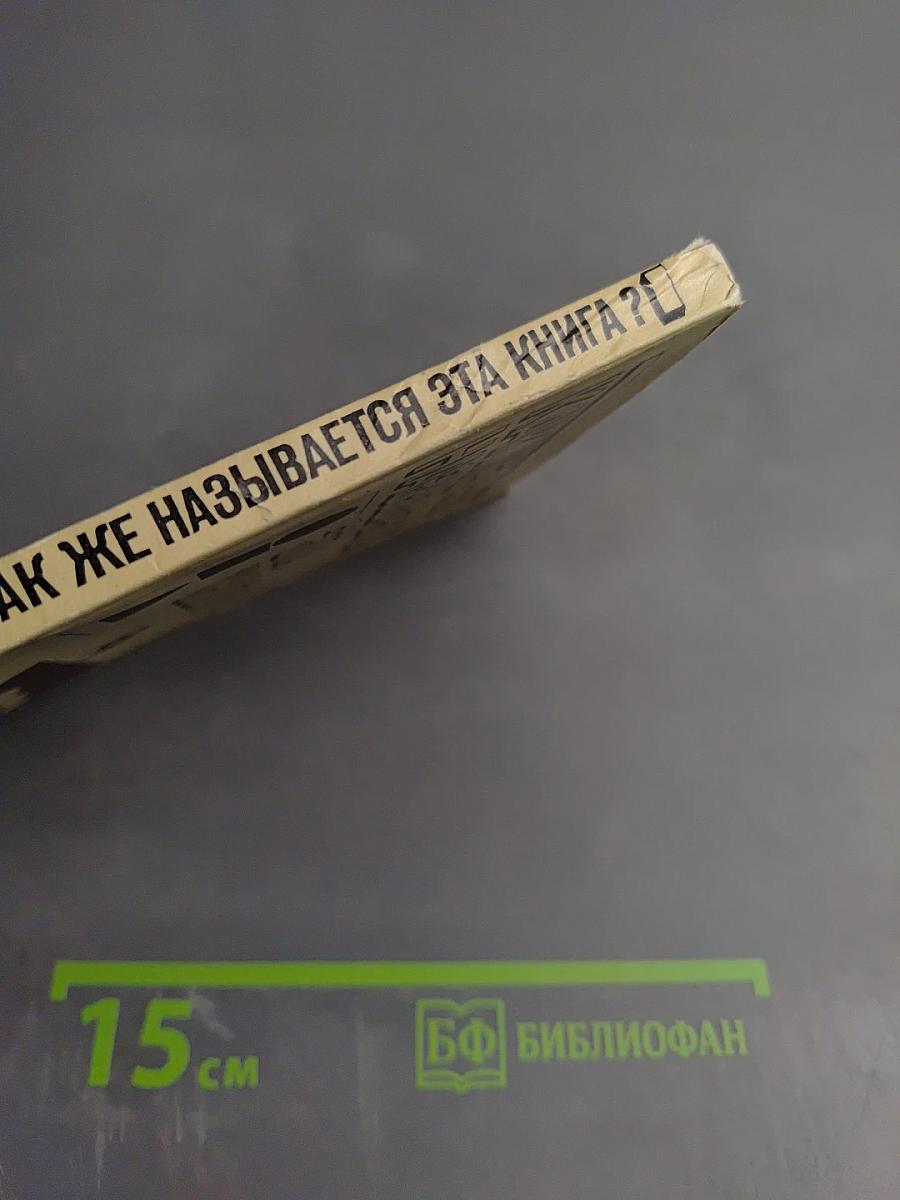 АК ЖЕ НАЗЫВАЕТСЯ ЭТА КНИГА?
15 см
БФ БИБЛИОФАН